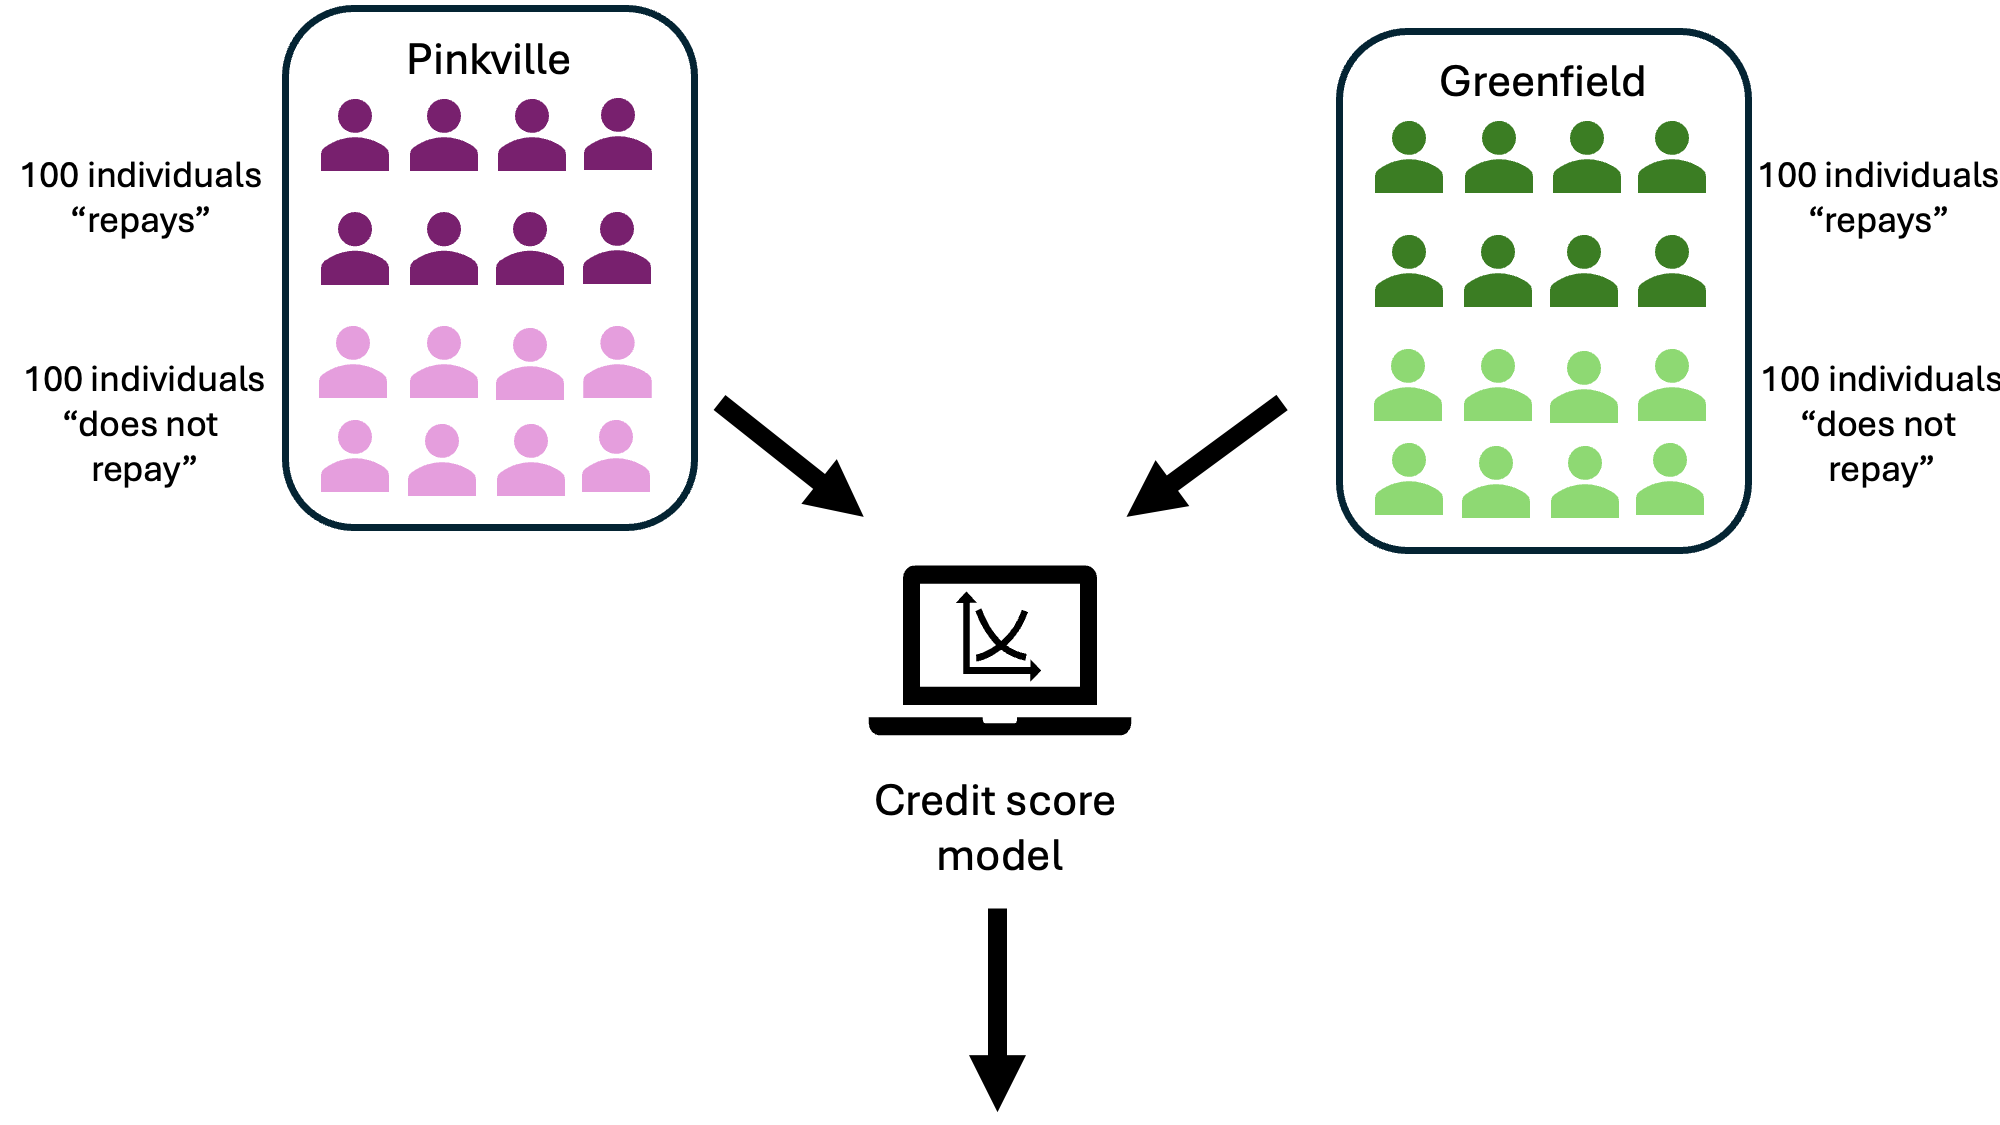 Pinkville
100 individuals
“repays”
100 individuals
“does not
repay”
Greenfield
100 individuals
“repays”
100 individuals
“does not
repay”
Credit score
model